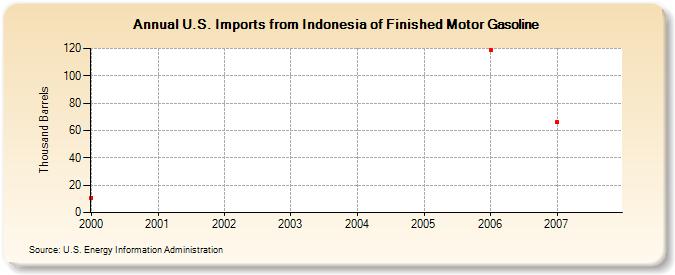 Annual U.S. Imports from Indonesia of Finished Motor Gasoline
Thousand Barrels
120
100
80
60
40
20
0
2000 2001 2002 2003 2004 2005 2006 2007
Source: U.S. Energy Information Administration